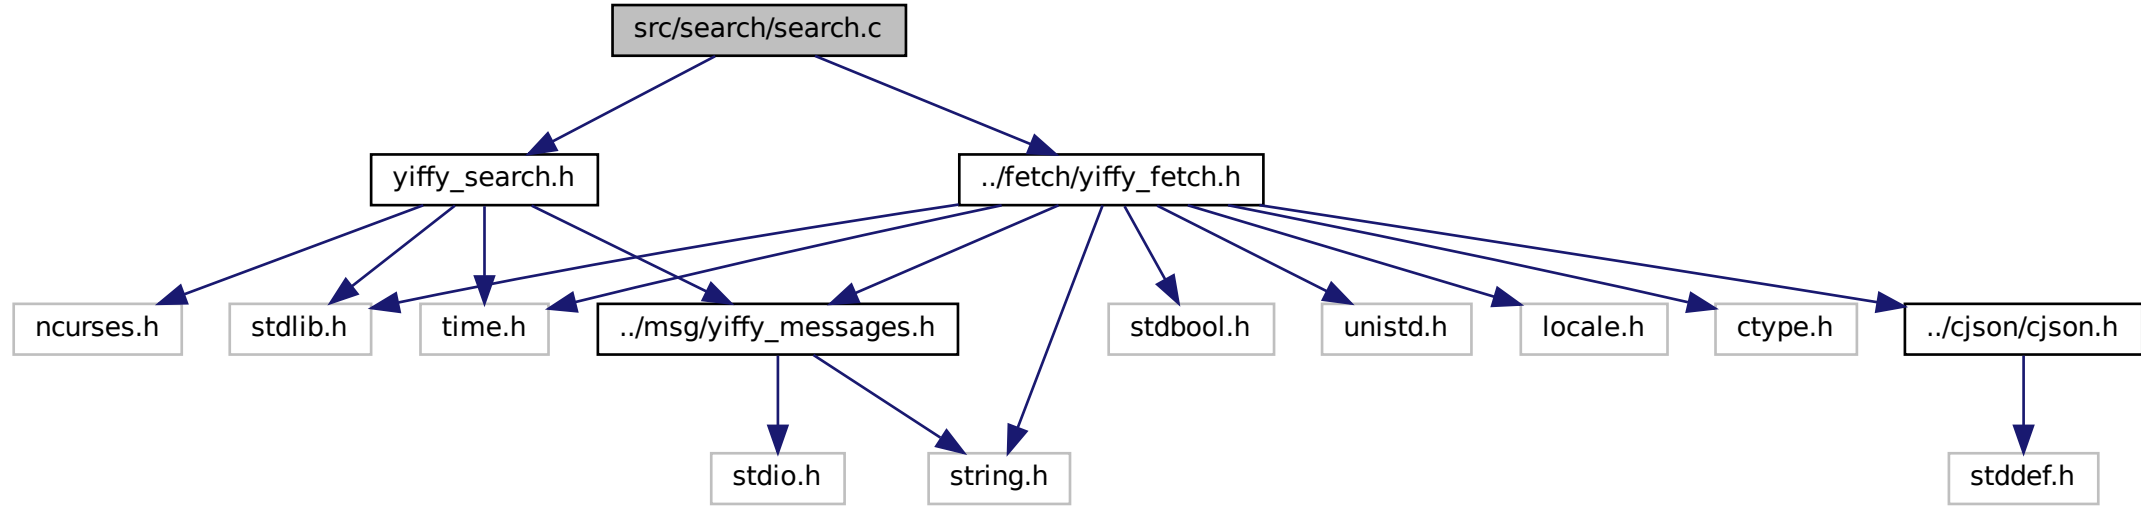 src/search/search.c
yiffy_search.h
../fetch/yiffy_fetch.h
ncurses.h
stdlib.h
time.h
../msg/yiffy_messages.h
stdbool.h
unistd.h
locale.h
ctype.h
../cjson/cjson.h
stdio.h
string.h
stddef.h